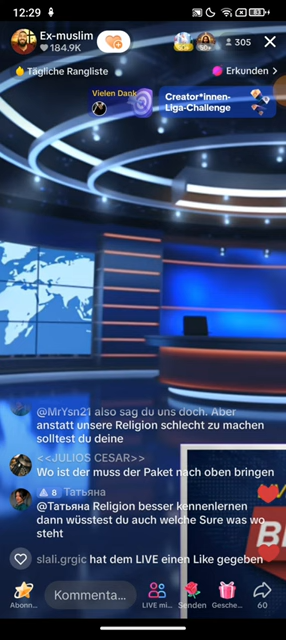 12:29
83
Ex-muslim
184.9K
50+
305
Tägliche Rangliste
Erkunden >
Vielen Dank
Creator*innen-
Liga-Challenge
@MrYsn21 also sag du uns doch. Aber
anstatt unsere Religion schlecht zu machen
solltest du deine
<<JULIOS CESAR>>
Wo ist der muss der Paket nach oben bringen
8 Татьяна
@Татьяна Religion besser kennenlernen
dann wüsstest du auch welche Sure was wo
steht
slali.grgic hat dem LIVE einen Like gegeben
Abonn...
Kommenta...
LIVE mi...
Senden
Gesche...
60